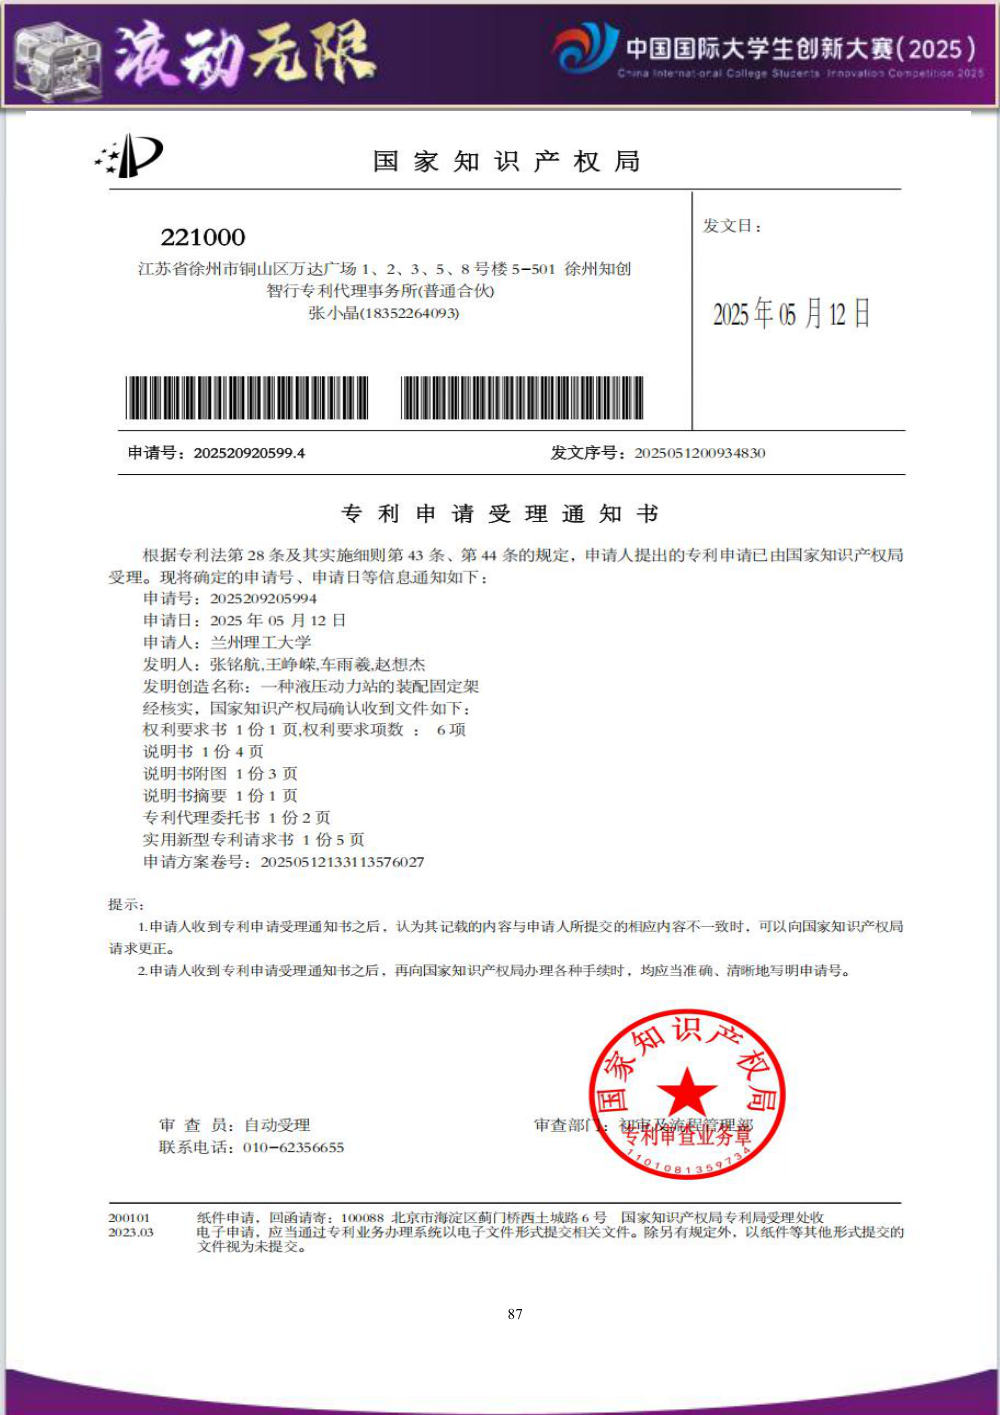 液动无限
中国国际大学生创新大赛(2025)
China International College Students' Innovation Competition 2025
国家知识产权局
221000
江苏省徐州市铜山区万达广场1、2、3、5、8号楼5-501 徐州知创
智行专利代理事务所(普通合伙)
张小晶(18352264093)
发文日：
2025年05月12日
申请号：202520920599.4
发文序号：2025051200934830
专利申请受理通知书
根据专利法第28条及其实施细则第43条、第44条的规定，申请人提出的专利申请已由国家知识产权局
受理。现将确定的申请号、申请日等信息通知如下：
申请号：2025209205994
申请日：2025年05月12日
申请人：兰州理工大学
发明人：张铭航,王峥嵘,车雨羲,赵想杰
发明创造名称：一种液压动力站的装配固定架
经核实，国家知识产权局确认收到文件如下：
权利要求书 1份1页,权利要求项数 ： 6项
说明书 1份4页
说明书附图 1份3页
说明书摘要 1份1页
专利代理委托书 1份2页
实用新型专利请求书 1份5页
申请方案卷号：20250512133113576027
提示：
1.申请人收到专利申请受理通知书之后，认为其记载的内容与申请人所提交的相应内容不一致时，可以向国家知识产权局
请求更正。
2.申请人收到专利申请受理通知书之后，再向国家知识产权局办理各种手续时，均应当准确、清晰地写明申请号。
国家知识产权局
审 查 员：自动受理
审查部门：初审及流程管理部
专利审查业务章
联系电话：010-62356655
1101081359734
200101
纸件申请，回函请寄：100088 北京市海淀区蓟门桥西土城路6号 国家知识产权局专利局受理处收
2023.03
电子申请，应当通过专利业务办理系统以电子文件形式提交相关文件。除另有规定外，以纸件等其他形式提交的
文件视为未提交。
87